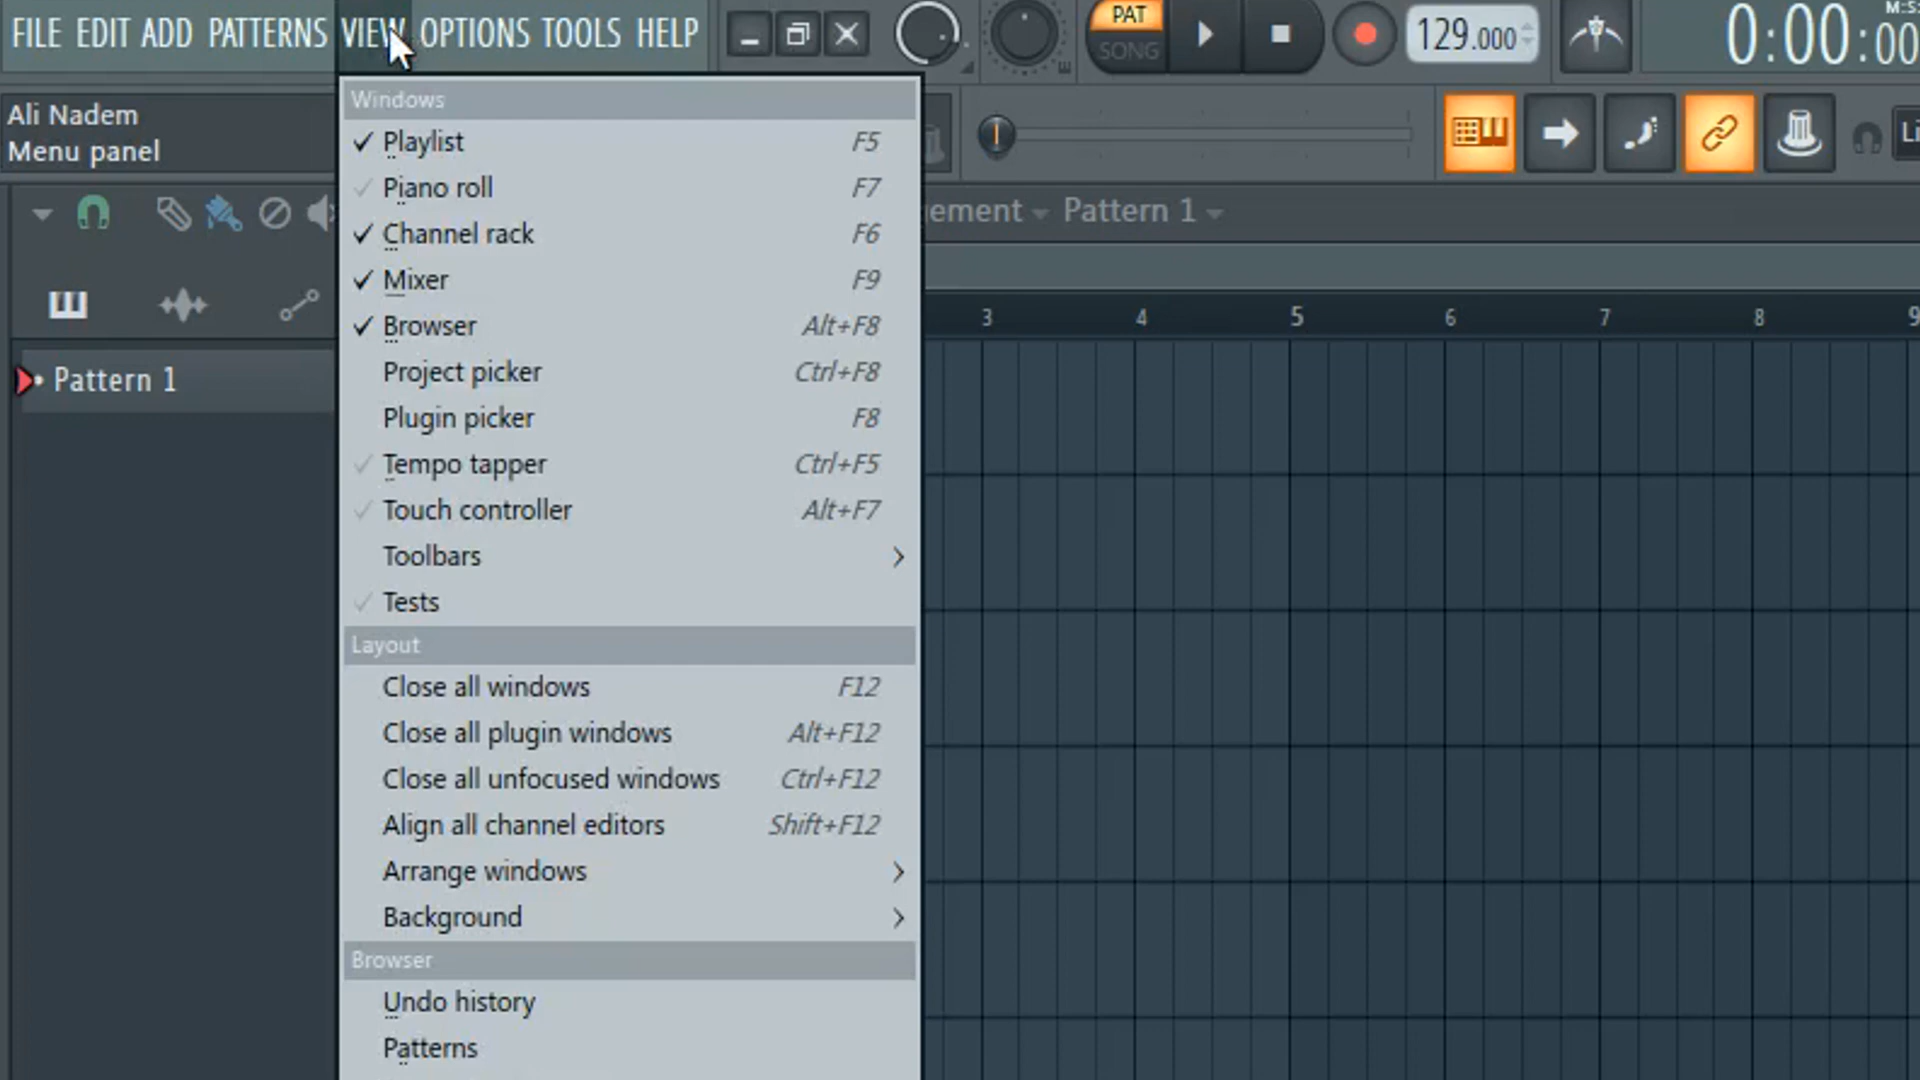 FILE EDIT ADD PATTERNS VIEW OPTIONS TOOLS HELP
PAT
SONG
129.000
M:S:
0:00:00
Ali Nadem
Menu panel
Li
Windows
Playlist F5
Piano roll F7
Channel rack F6
Mixer F9
Browser Alt+F8
Project picker Ctrl+F8
Plugin picker F8
Tempo tapper Ctrl+F5
Touch controller Alt+F7
Toolbars
Tests
Layout
Close all windows F12
Close all plugin windows Alt+F12
Close all unfocused windows Ctrl+F12
Align all channel editors Shift+F12
Arrange windows
Background
Browser
Undo history
Patterns
ement Pattern 1
3 4 5 6 7 8 9
Pattern 1